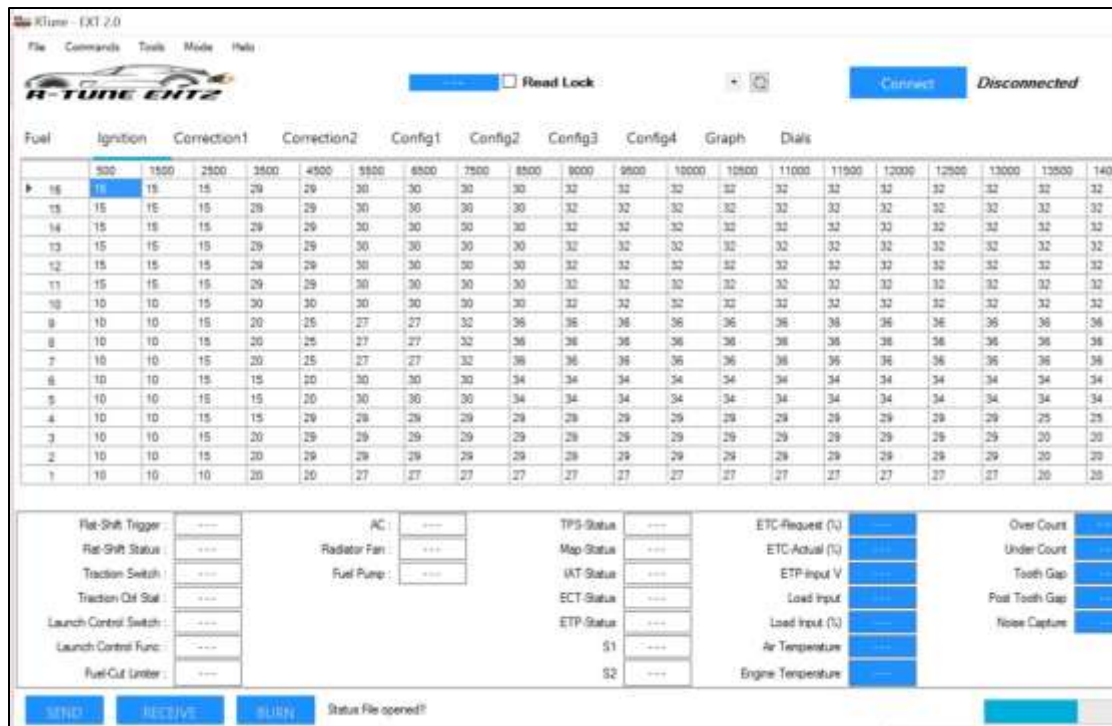 RTune - EXT 2.0
File Commands Tools Mode Help
R-TUNE EHT2
--- Read Lock Connect Disconnected
Fuel Ignition Correction1 Correction2 Config1 Config2 Config3 Config4 Graph Dials
500 1500 2500 3500 4500 5500 6500 7500 8500 9000 9500 10000 10500 11000 11500 12000 12500 13000 13500 140
16 15 15 15 29 29 30 30 30 30 32 32 32 32 32 32 32 32 32 32 32
15 15 15 15 29 29 30 30 30 30 32 32 32 32 32 32 32 32 32 32 32
14 15 15 15 29 29 30 30 30 30 32 32 32 32 32 32 32 32 32 32 32
13 15 15 15 29 29 30 30 30 30 32 32 32 32 32 32 32 32 32 32 32
12 15 15 15 29 29 30 30 30 30 32 32 32 32 32 32 32 32 32 32 32
11 15 15 15 29 29 30 30 30 30 32 32 32 32 32 32 32 32 32 32 32
10 10 10 15 30 30 30 30 30 30 32 32 32 32 32 32 32 32 32 32 32
9 10 10 15 20 25 27 27 32 36 36 36 36 36 36 36 36 36 36 36 36
8 10 10 15 20 25 27 27 32 36 36 36 36 36 36 36 36 36 36 36 36
7 10 10 15 20 25 27 27 32 36 36 36 36 36 36 36 36 36 36 36 36
6 10 10 15 15 20 30 30 30 34 34 34 34 34 34 34 34 34 34 34 34
5 10 10 15 15 20 30 30 30 34 34 34 34 34 34 34 34 34 34 34 34
4 10 10 15 15 29 29 29 29 29 29 29 29 29 29 29 29 29 29 25 25
3 10 10 15 20 29 29 29 29 29 29 29 29 29 29 29 29 29 29 20 20
2 10 10 15 20 29 29 29 29 29 29 29 29 29 29 29 29 29 29 20 20
1 10 10 10 20 20 27 27 27 27 27 27 27 27 27 27 27 27 27 20 20
Flat-Shift Trigger : --- AC : --- TPS-Status --- ETC-Request (%) --- Over Count ---
Flat-Shift Status : --- Radiator Fan : --- Map-Status --- ETC-Actual (%) --- Under Count ---
Traction Switch : --- Fuel Pump : --- IAT-Status --- ETP-Input V --- Tooth Gap ---
Traction Ctrl Stat : --- ECT-Status --- Load Input --- Post Tooth Gap ---
Launch Control Switch : --- ETP-Status --- Load Input (%) --- Noise Capture ---
Launch Control Func : --- S1 --- Air Temperature ---
Fuel-Cut Limiter : --- S2 --- Engine Temperature ---
SEND RECEIVE BURN Status File opened!!